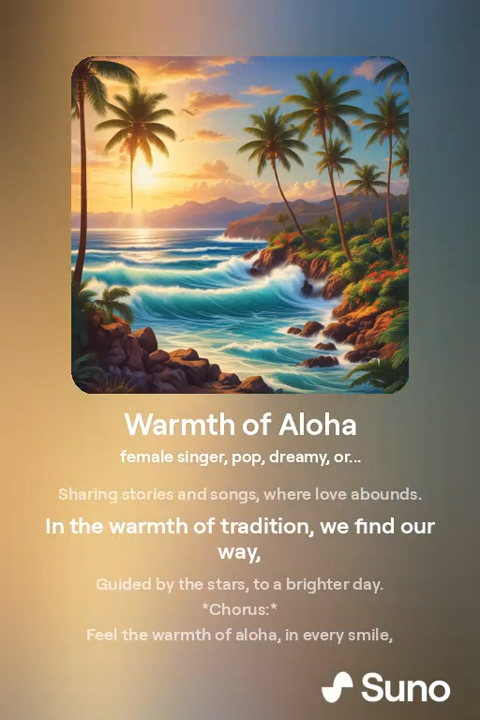 Warmth of Aloha
female singer, pop, dreamy, or...
Sharing stories and songs, where love abounds.
In the warmth of tradition, we find our
way,
Guided by the stars, to a brighter day.
*Chorus:*
Feel the warmth of aloha, in every smile,
Suno